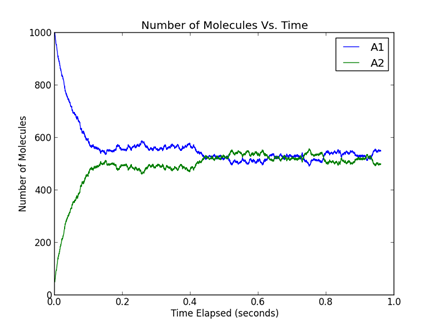 Number of Molecules Vs. Time
1000
800
600
400
200
0
Number of Molecules
A1
A2
0.0 0.2 0.4 0.6 0.8 1.0
Time Elapsed (seconds)